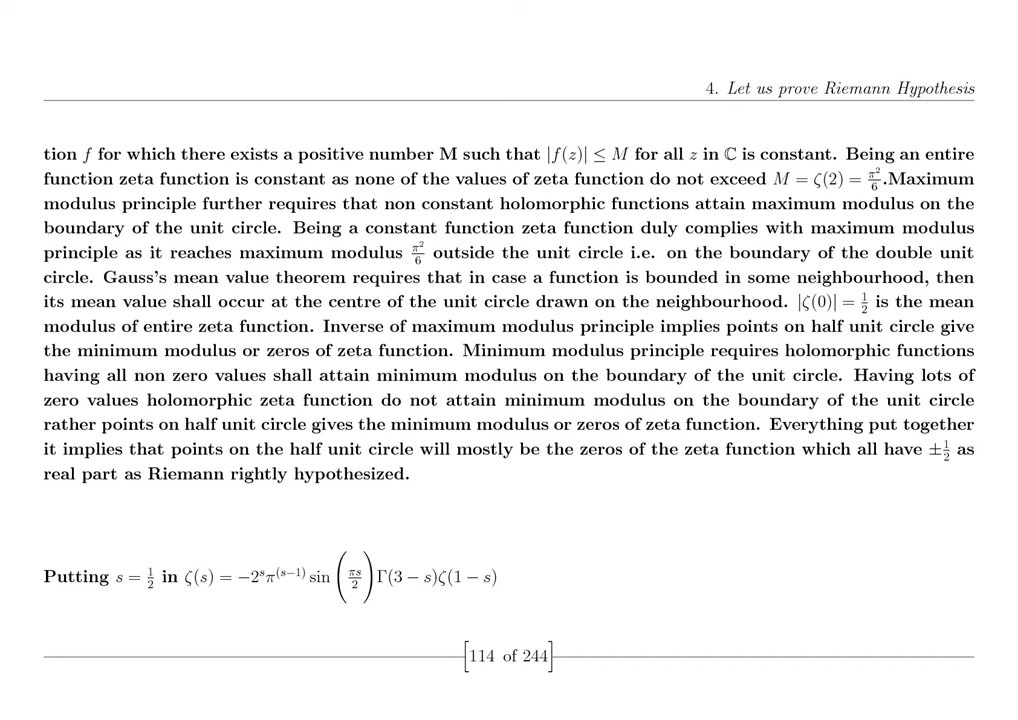 4. Let us prove Riemann Hypothesis
tion f for which there exists a positive number M such that |f(z)| ≤ M for all z in ℂ is constant. Being an entire
function zeta function is constant as none of the values of zeta function do not exceed M = ζ(2) = π²/6.Maximum
modulus principle further requires that non constant holomorphic functions attain maximum modulus on the
boundary of the unit circle. Being a constant function zeta function duly complies with maximum modulus
principle as it reaches maximum modulus π²/6 outside the unit circle i.e. on the boundary of the double unit
circle. Gauss's mean value theorem requires that in case a function is bounded in some neighbourhood, then
its mean value shall occur at the centre of the unit circle drawn on the neighbourhood. |ζ(0)| = 1/2 is the mean
modulus of entire zeta function. Inverse of maximum modulus principle implies points on half unit circle give
the minimum modulus or zeros of zeta function. Minimum modulus principle requires holomorphic functions
having all non zero values shall attain minimum modulus on the boundary of the unit circle. Having lots of
zero values holomorphic zeta function do not attain minimum modulus on the boundary of the unit circle
rather points on half unit circle gives the minimum modulus or zeros of zeta function. Everything put together
it implies that points on the half unit circle will mostly be the zeros of the zeta function which all have ±1/2 as
real part as Riemann rightly hypothesized.
Putting s = 1/2 in ζ(s) = −2^s π^(s−1) sin(πs/2)Γ(3 − s)ζ(1 − s)
[114 of 244]